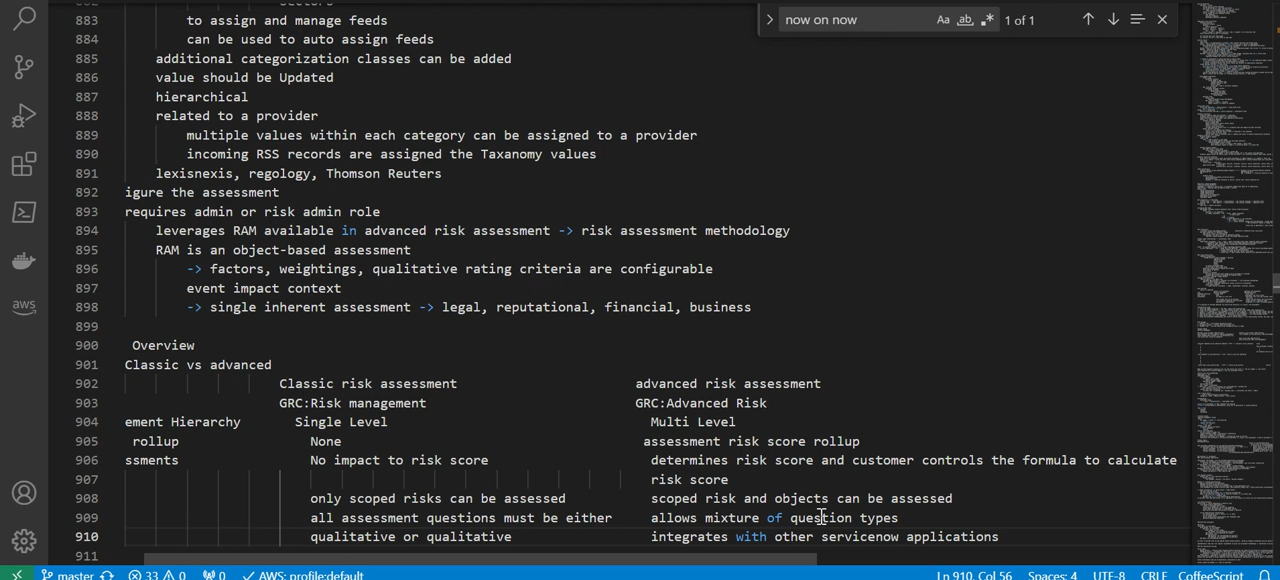 883 to assign and manage feeds
now on now Aa ab .* 1 of 1
884 can be used to auto assign feeds
885 additional categorization classes can be added
886 value should be Updated
887 hierarchical
888 related to a provider
889 multiple values within each category can be assigned to a provider
890 incoming RSS records are assigned the Taxanomy values
891 lexisnexis, regology, Thomson Reuters
892 igure the assessment
893 requires admin or risk admin role
894 leverages RAM available in advanced risk assessment -> risk assessment methodology
895 RAM is an object-based assessment
896 -> factors, weightings, qualitative rating criteria are configurable
897 event impact context
898 -> single inherent assessment -> legal, reputational, financial, business
899
900 Overview
901 Classic vs advanced
902 Classic risk assessment advanced risk assessment
903 GRC:Risk management GRC:Advanced Risk
904 ement Hierarchy Single Level Multi Level
905 rollup None assessment risk score rollup
906 ssments No impact to risk score determines risk score and customer controls the formula to calculate
907 risk score
908 only scoped risks can be assessed scoped risk and objects can be assessed
909 all assessment questions must be either allows mixture of question types
910 qualitative or qualitative integrates with other servicenow applications
911
aws
master 33 0 0 AWS: profile:default Ln 910, Col 56 Spaces: 4 UTF-8 CRLF CoffeeScript